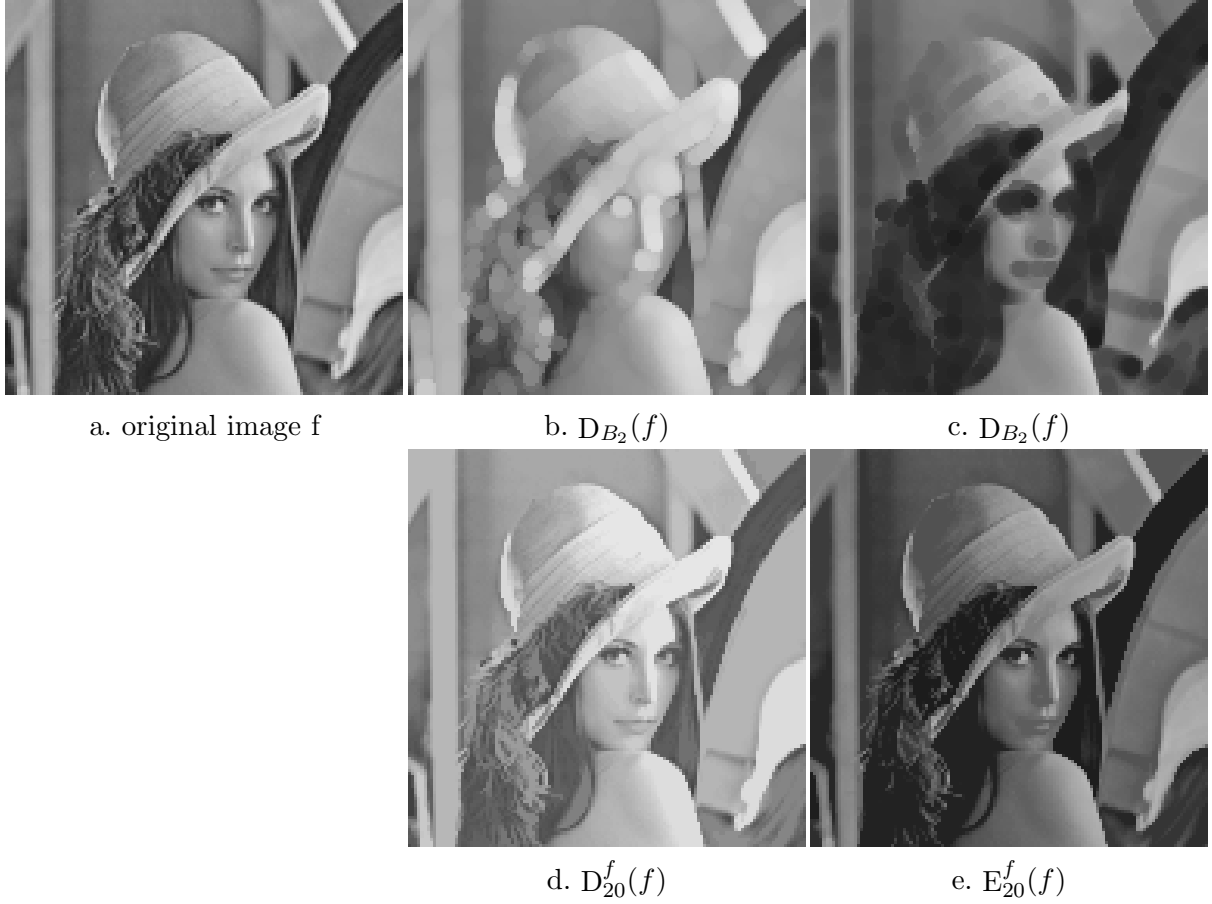 a. original image f
b. D_{B_2}(f)
c. D_{B_2}(f)
d. D^f_{20}(f)
e. E^f_{20}(f)